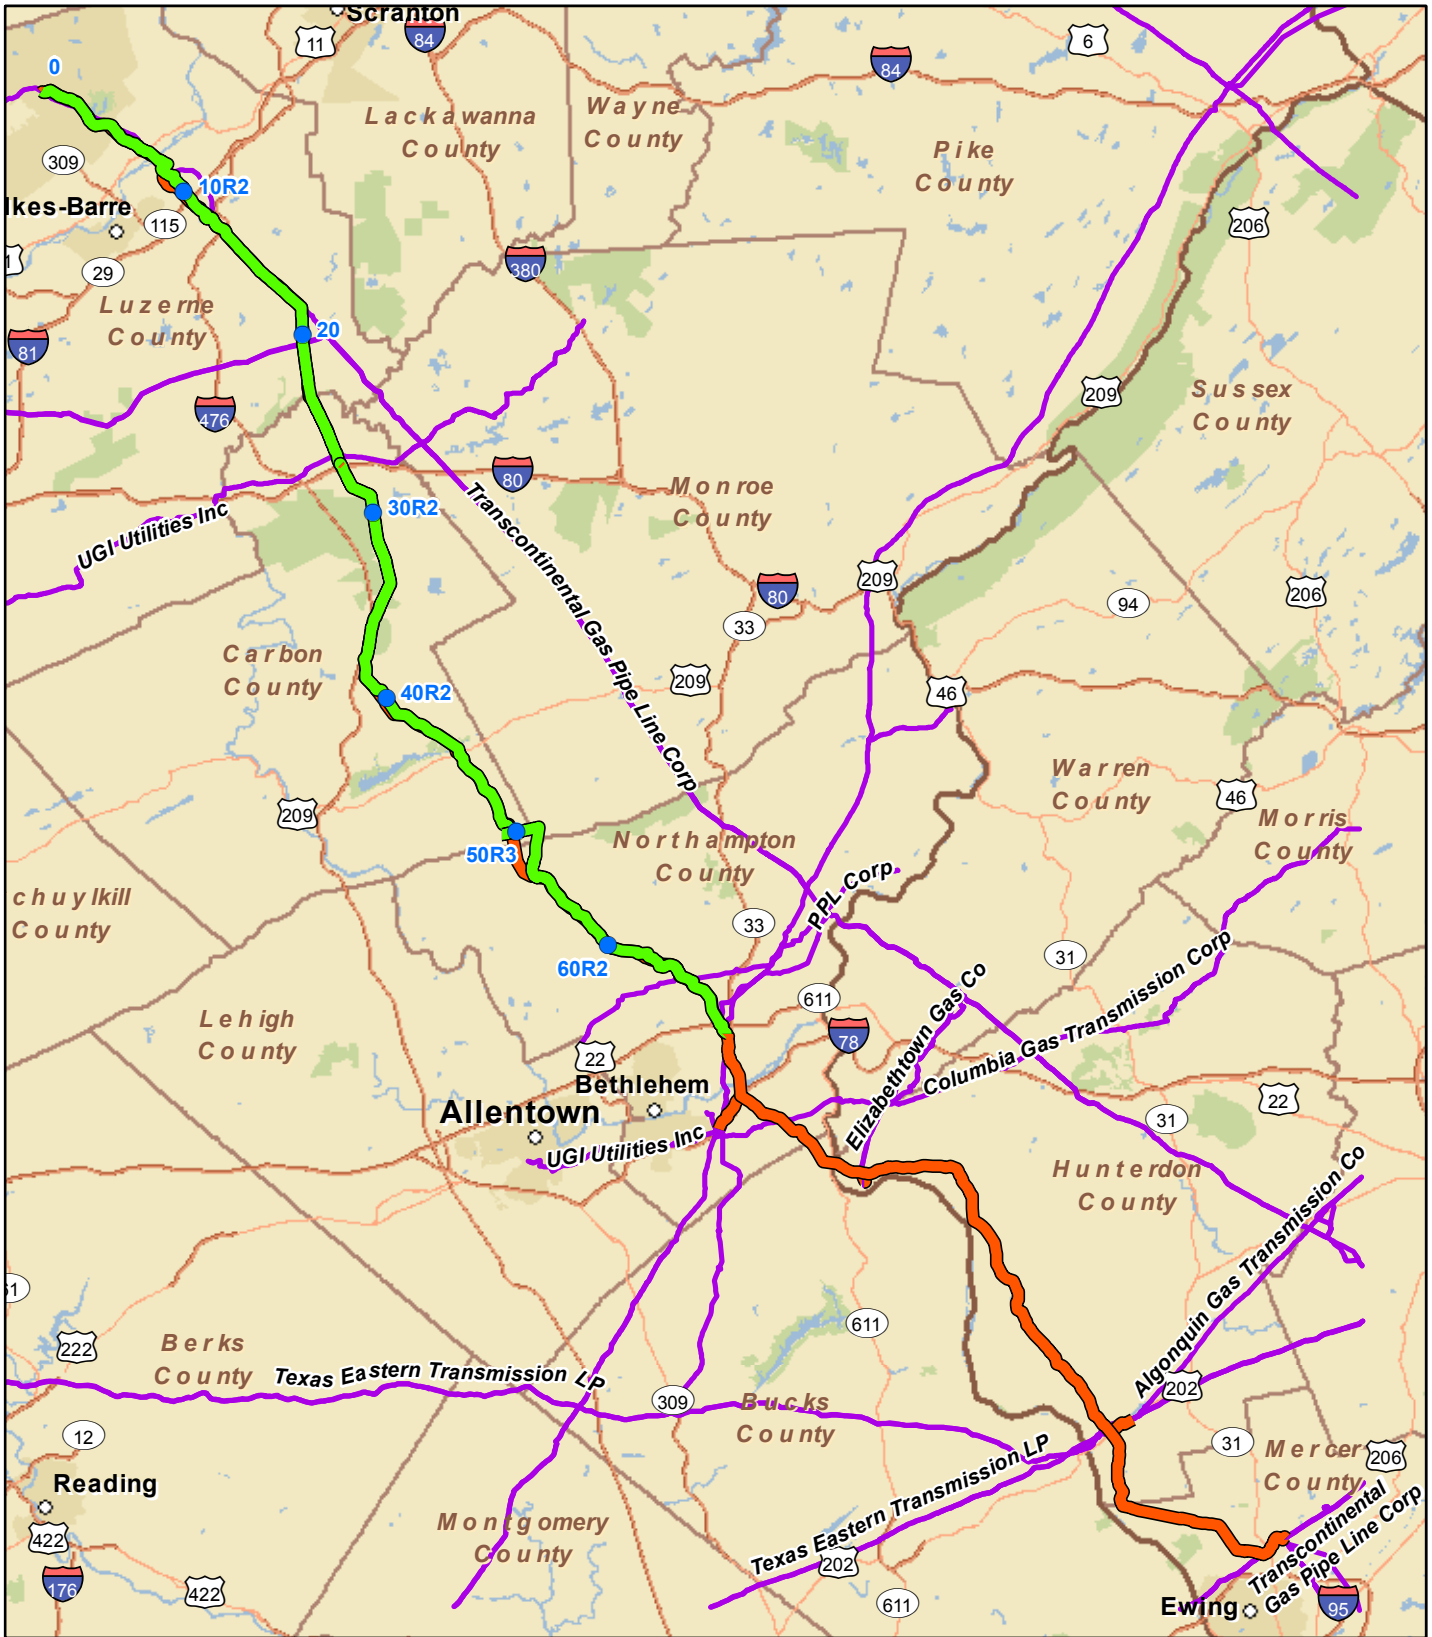 Scranton
11
84
6
84
0
Lackawanna
County
Wayne
County
Pike
County
309
10R2
lkes-Barre
115
206
1
29
380
Luzerne
County
20
81
476
209
Sussex
County
80
30R2
Monroe
County
Transcontinental Gas Pipe Line Corp
UGI Utilities Inc
209
80
206
94
33
Carbon
County
209
40R2
46
Warren
County
46
209
Morris
County
50R3
Northampton
County
PPL Corp
chuylkill
County
33
31
60R2
611
Elizabethtown Gas Co
Columbia Gas Transmission Corp
Lehigh
County
78
22
Bethlehem
22
Allentown
31
UGI Utilities Inc
Hunterdon
County
Algonquin Gas Transmission Co
61
611
222
Berks
County
Texas Eastern Transmission LP
309
202
Bucks
County
12
31
Mercer
County
206
Texas Eastern Transmission LP
Reading
Montgomery
County
422
202
Transcontinental
Gas Pipe Line Corp
176
422
611
Ewing
95